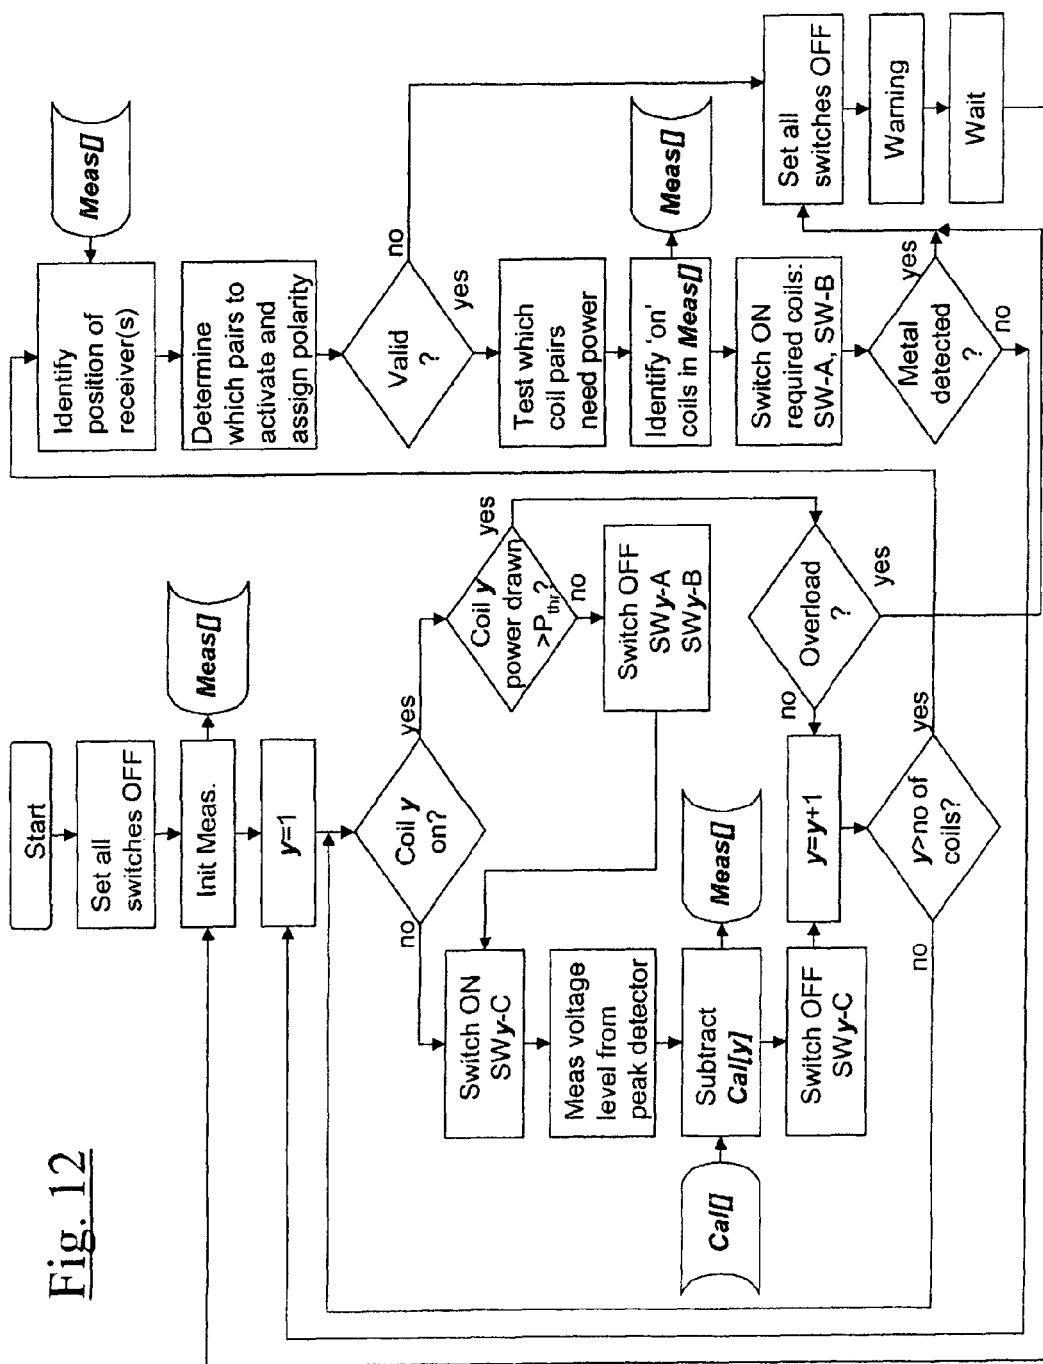 Fig. 12
Start
Set all
switches OFF
Init Meas.
Meas[]
y=1
Coil y
on?
no
yes
Coil y
power drawn
>Pthr?
yes
no
Switch OFF
SWy-A
SWy-B
Switch ON
SWy-C
Meas voltage
level from
peak detector
Cal[]
Subtract
Cal[y]
Meas[]
Switch OFF
SWy-C
y=y+1
no
Overload
?
yes
y>no of
coils?
no
yes
Identify
position of
receiver(s)
Meas[]
Determine
which pairs to
activate and
assign polarity
Valid
?
no
yes
Test which
coil pairs
need power
Identify 'on'
coils in Meas[]
Meas[]
Switch ON
required coils:
SW-A, SW-B
Metal
detected
?
yes
no
Set all
switches OFF
Warning
Wait